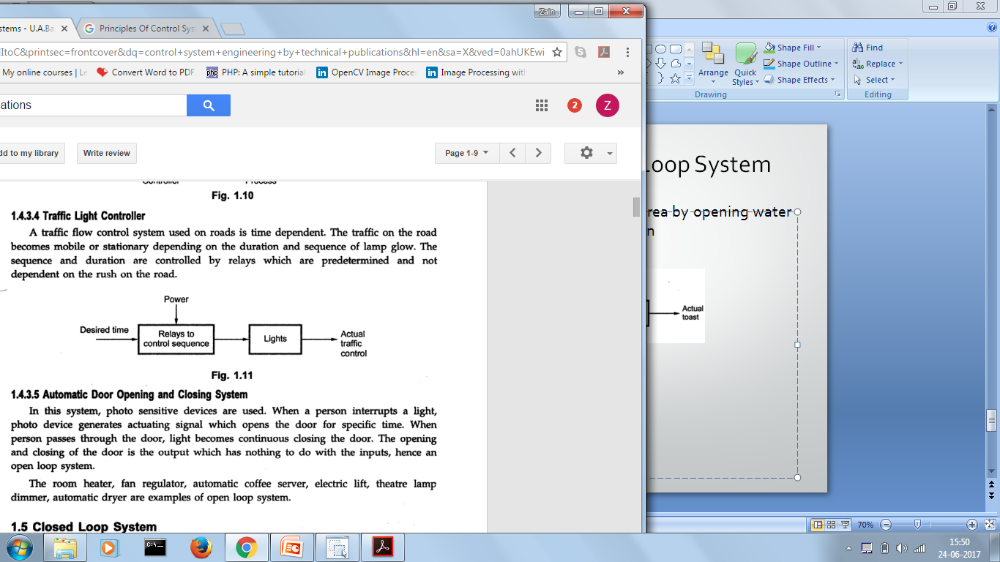 Zain
stems - U.A.Ba
Principles Of Control Sys
ItoC&printsec=frontcover&dq=control+system+engineering+by+technical+publications&hl=en&sa=X&ved=0ahUKEwi
My online courses | Le
Convert Word to PDF.
php PHP: A simple tutorial
in OpenCV Image Proce
in Image Processing with
»
ations
2
Z
dd to my library
Write review
Page 1-9
Controller Process
Fig. 1.10
1.4.3.4 Traffic Light Controller
A traffic flow control system used on roads is time dependent. The traffic on the road
becomes mobile or stationary depending on the duration and sequence of lamp glow. The
sequence and duration are controlled by relays which are predetermined and not
dependent on the rush on the road.
Power
Desired time
Relays to
control sequence
Lights
Actual
traffic
control
Fig. 1.11
1.4.3.5 Automatic Door Opening and Closing System
In this system, photo sensitive devices are used. When a person interrupts a light,
photo device generates actuating signal which opens the door for specific time. When
person passes through the door, light becomes continuous closing the door. The opening
and closing of the door is the output which has nothing to do with the inputs, hence an
open loop system.
The room heater, fan regulator, automatic coffee server, electric lift, theatre lamp
dimmer, automatic dryer are examples of open loop system.
1.5 Closed Loop System
Arrange
Quick
Styles
Shape Fill
Shape Outline
Shape Effects
Drawing
Find
Replace
Select
Editing
Loop System
rea by opening water
n
Actual
toast
70%
C:\_
15:50
24-06-2017